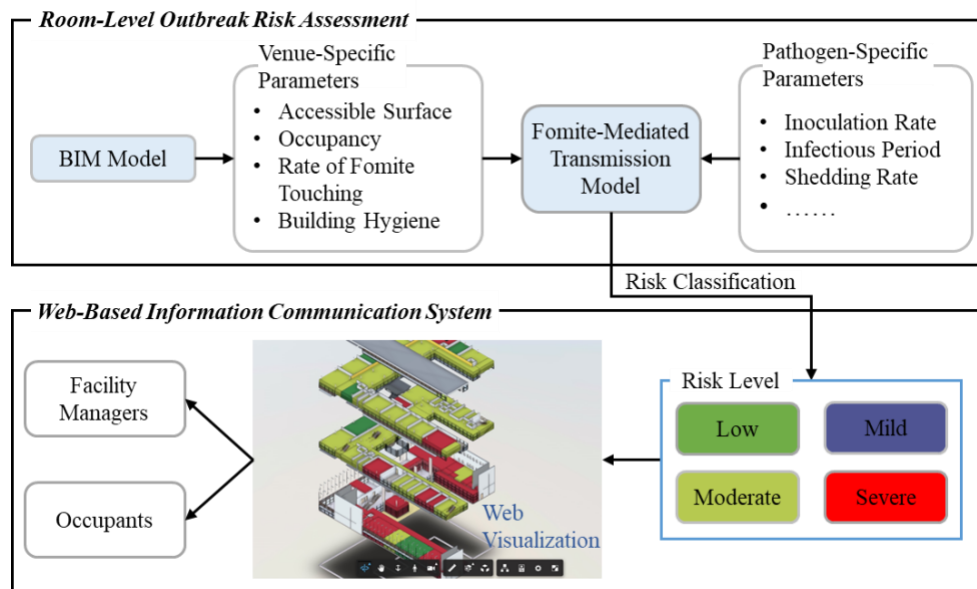 Room-Level Outbreak Risk Assessment
Venue-Specific
Parameters
• Accessible Surface
• Occupancy
• Rate of Fomite
Touching
• Building Hygiene
BIM Model
Fomite-Mediated
Transmission
Model
Pathogen-Specific
Parameters
• Inoculation Rate
• Infectious Period
• Shedding Rate
• ……
Risk Classification
Web-Based Information Communication System
Facility
Managers
Occupants
Web
Visualization
Risk Level
Low
Mild
Moderate
Severe